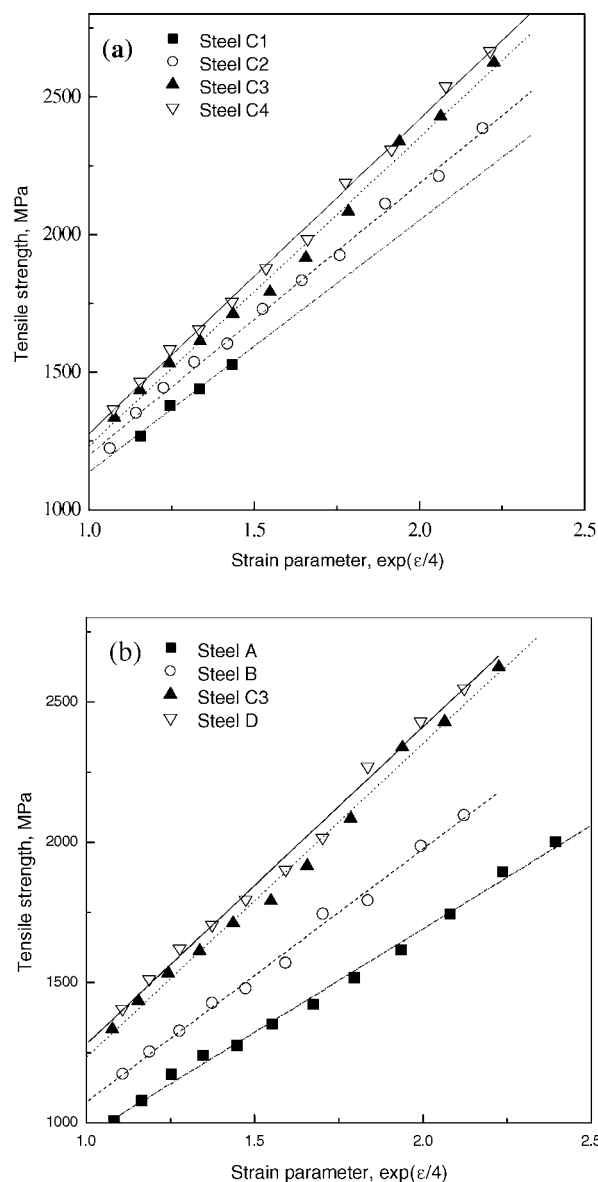 (a)
Steel C1
Steel C2
Steel C3
Steel C4
2500
2000
1500
1000
Tensile strength, MPa
1.0 1.5 2.0 2.5
Strain parameter, exp(ε/4)
(b)
Steel A
Steel B
Steel C3
Steel D
2500
2000
1500
1000
Tensile strength, MPa
1.0 1.5 2.0 2.5
Strain parameter, exp(ε/4)